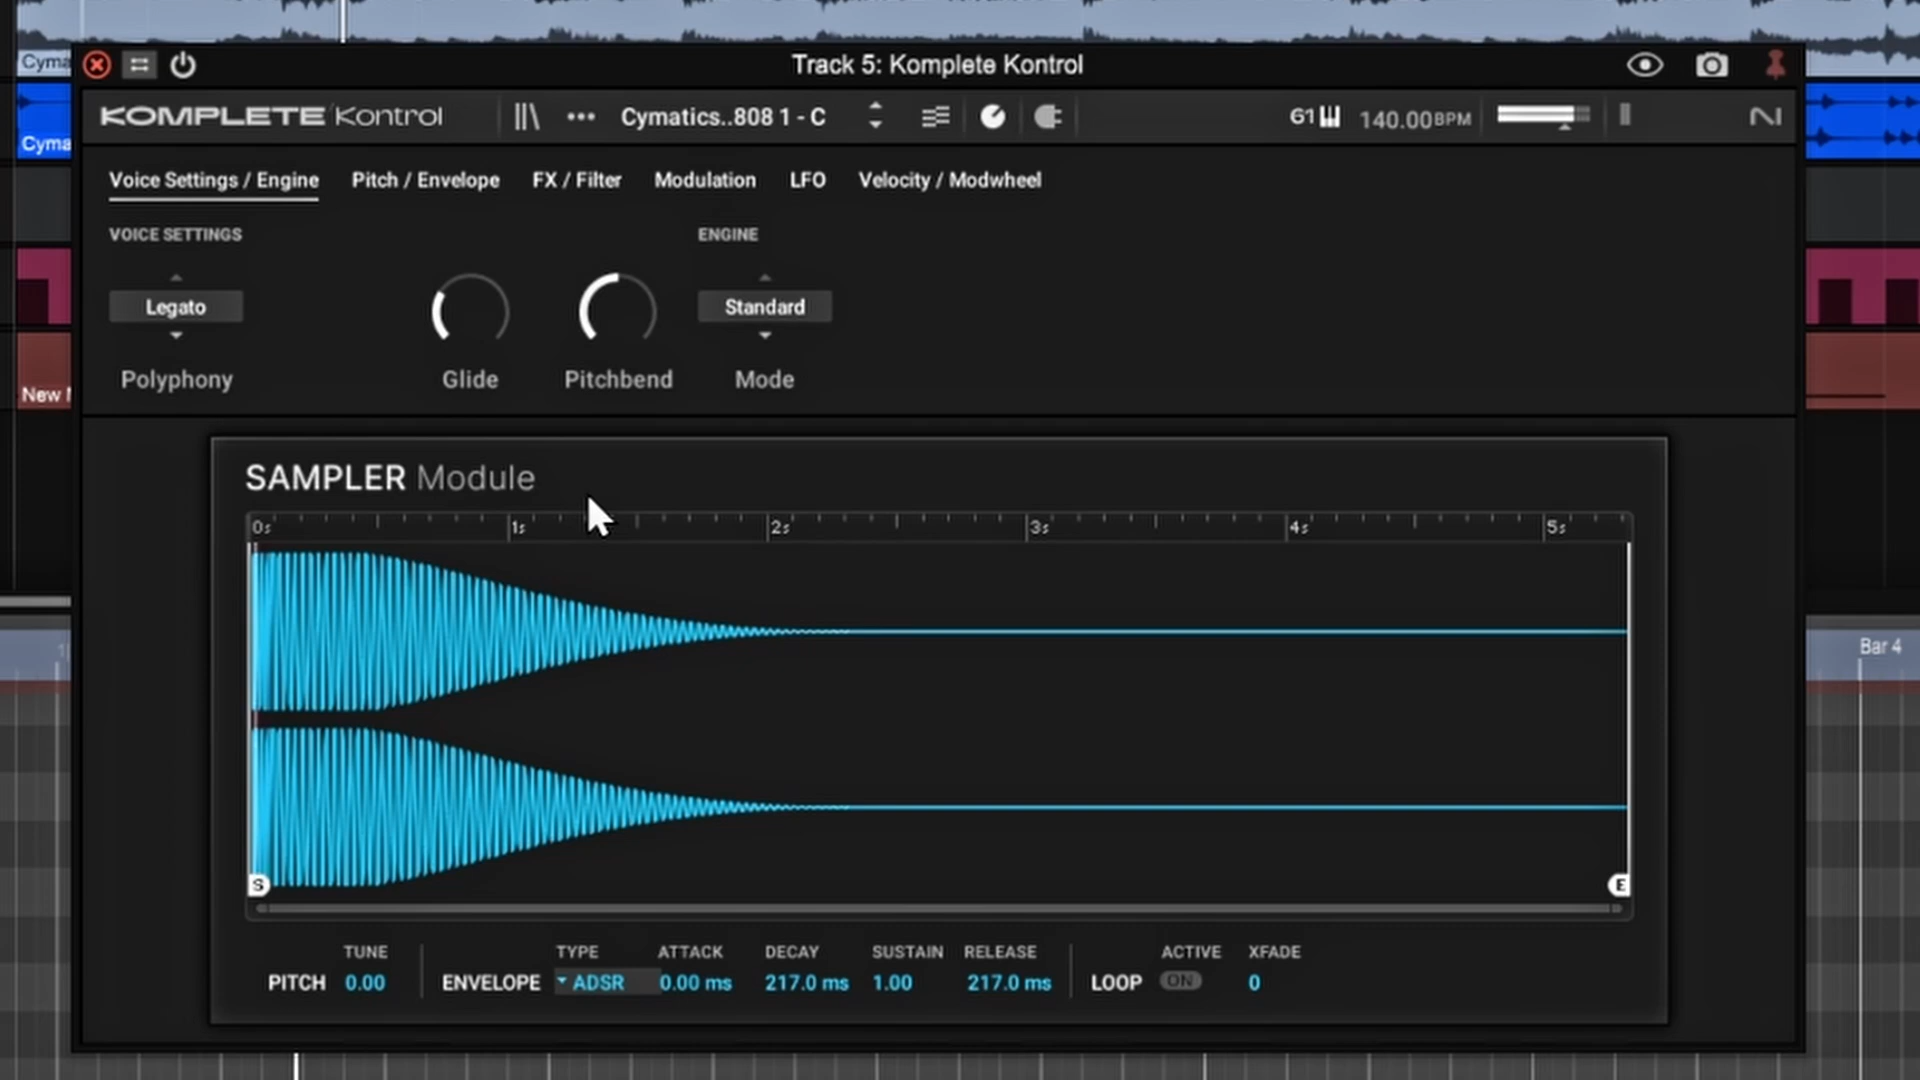 Cyma
Track 5: Komplete Kontrol
KOMPLETE Kontrol
Cymatics..808 1 - C
G1
140.00BPM
Cyma
Voice Settings / Engine
Pitch / Envelope
FX / Filter
Modulation
LFO
Velocity / Modwheel
VOICE SETTINGS
ENGINE
Legato
Standard
Polyphony
Glide
Pitchbend
Mode
New
SAMPLER Module
0s
1s
2s
3s
4s
5s
Bar 4
S
E
TUNE
TYPE
ATTACK
DECAY
SUSTAIN
RELEASE
ACTIVE
XFADE
PITCH
0.00
ENVELOPE
ADSR
0.00 ms
217.0 ms
1.00
217.0 ms
LOOP
ON
0